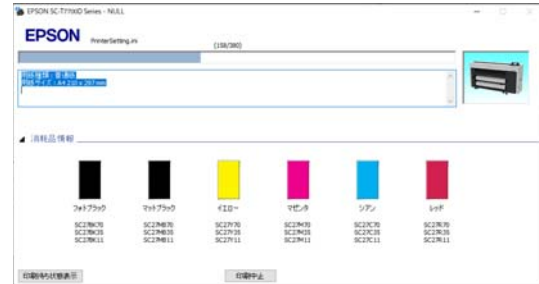 EPSON SC-T7700D Series - NULL
EPSON
PrinterSetting.ini
(158/380)
用紙種類 : 普通紙
用紙サイズ : A4 210 x 297 mm
消耗品情報
フォトブラック マットブラック イエロー マゼンタ シアン レッド
SC27BK70 SC27MB70 SC27Y70 SC27M70 SC27C70 SC27R70
SC27BK35 SC27MB35 SC27Y35 SC27M35 SC27C35 SC27R35
SC27BK11 SC27MB11 SC27Y11 SC27M11 SC27C11 SC27R11
印刷待ち状態表示 印刷中止